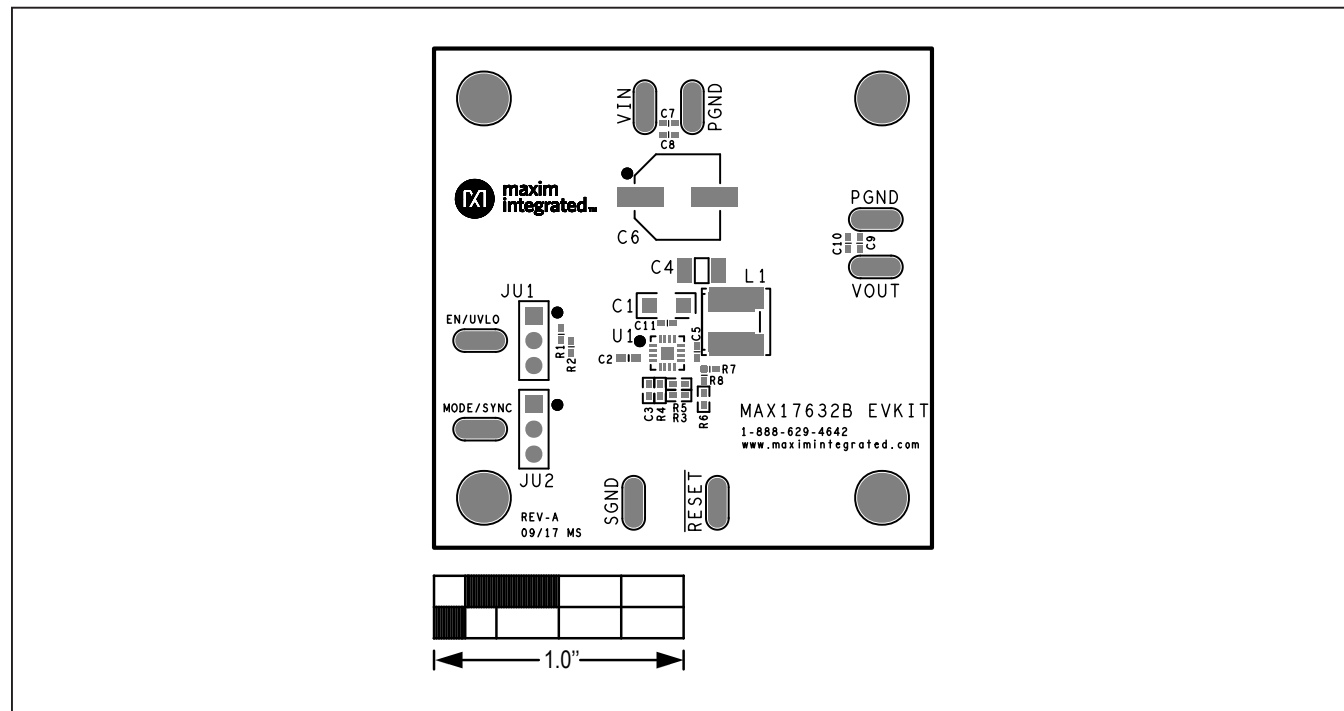 VIN
PGND
C7
C8
maxim
integrated™
C6
PGND
C10
C9
VOUT
C4
L1
JU1
C1
EN/UVLO
C11
U1
R1
R2
C5
C2
R7
R8
MODE/SYNC
C3
R4
R5
R3
R6
MAX17632B EVKIT
1-888-629-4642
www.maximintegrated.com
JU2
SGND
RESET
REV-A
09/17 MS
1.0”